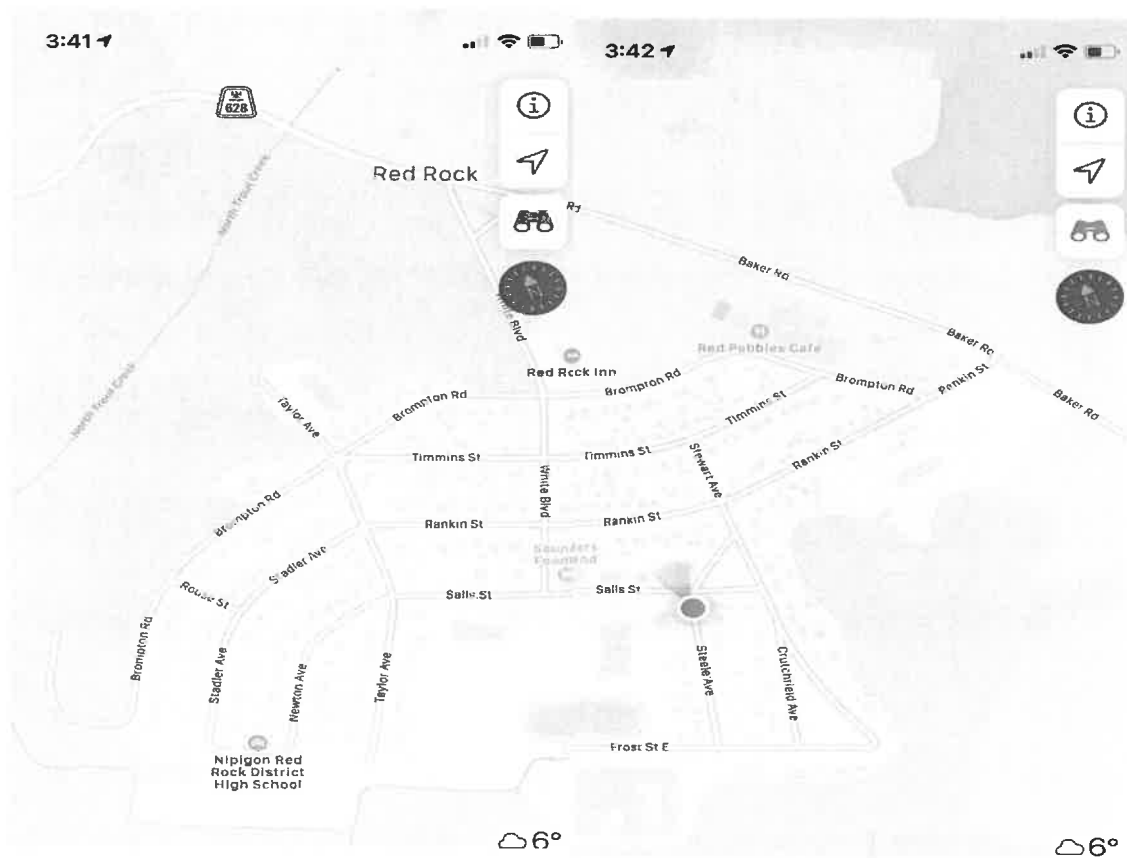 3:41
3:42
628
Red Rock
Rd
North Trout Creek
Baker Rd
White Blvd
Baker Rd
Red Pebbles Cafe
Red Rock Inn
Brompton Rd
Brompton Rd
Rankin St
Baker Rd
Taylor Ave
Brompton Rd
Timmins St
Timmins St
Timmins St
Stewart Ave
Rankin St
North Trout Creek
White Blvd
Brompton Rd
Rankin St
Rankin St
Stadler Ave
Saunders
Foodland
Rouse St
Salls St
Salls St
Brompton Rd
Stadler Ave
Newton Ave
Taylor Ave
Steele Ave
Crutchfield Ave
Frost St E
Nipigon Red
Rock District
High School
6°
6°